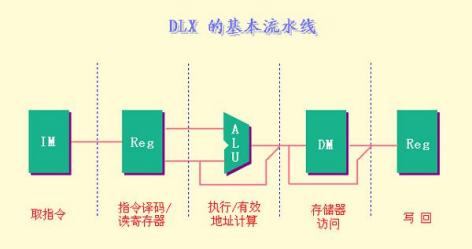 DLX 的基本流水线
IM
Reg
ALU
DM
Reg
取指令
指令译码/
读寄存器
执行/有效
地址计算
存储器
访问
写 回